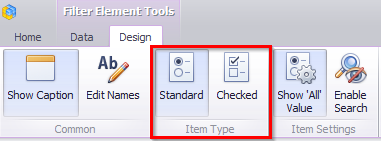 Filter Element Tools
Home Data Design
Show Caption Edit Names Standard Checked Show 'All' Value Enable Search
Common Item Type Item Settings